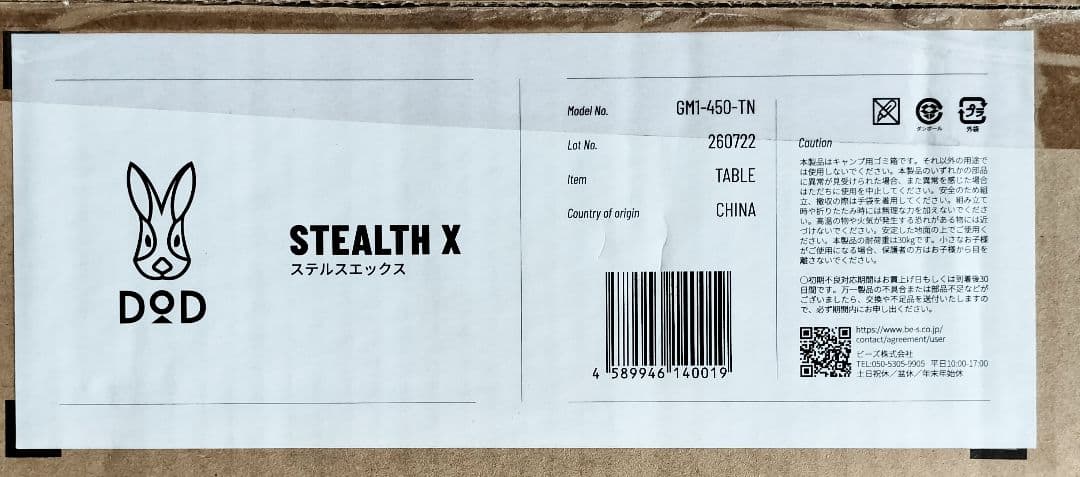 DOD
STEALTH X
ステルスエックス
Model No. GM1-450-TN
Lot No. 260722
Item TABLE
Country of origin CHINA
4 589946 140019
ダンボール
プラ
外袋
Caution
本製品はキャンプ用ゴミ箱です。それ以外の用途で
は使用しないでください。本製品のいずれかの部品
に異常が見受けられた場合、また異常を感じた場合
はただちに使用を中止してください。安全のため組
立、撤収の際は手袋を着用してください。組み立て
時や折りたたみ時には無理な力を加えないでくださ
い。高温の物や火気が発生する恐れがある物には近
づけないでください。安定した地面の上でご使用く
ださい。本製品の耐荷重は30kgです。小さなお子様
がご使用になる場合、保護者の方はお子様から目を
離さないでください。
〇初期不良対応期間はお買上げ日もしくは到着後30
日間です。万一製品の不具合または部品不足などが
ございましたら、交換や不足品を送付いたしますの
で、必ず期間内にお申し出ください。
https://www.be-s.co.jp/
contact/agreement/user
ビーズ株式会社
TEL:050-5305-9905 平日10:00-17:00
土日祝休／盆休／年末年始休